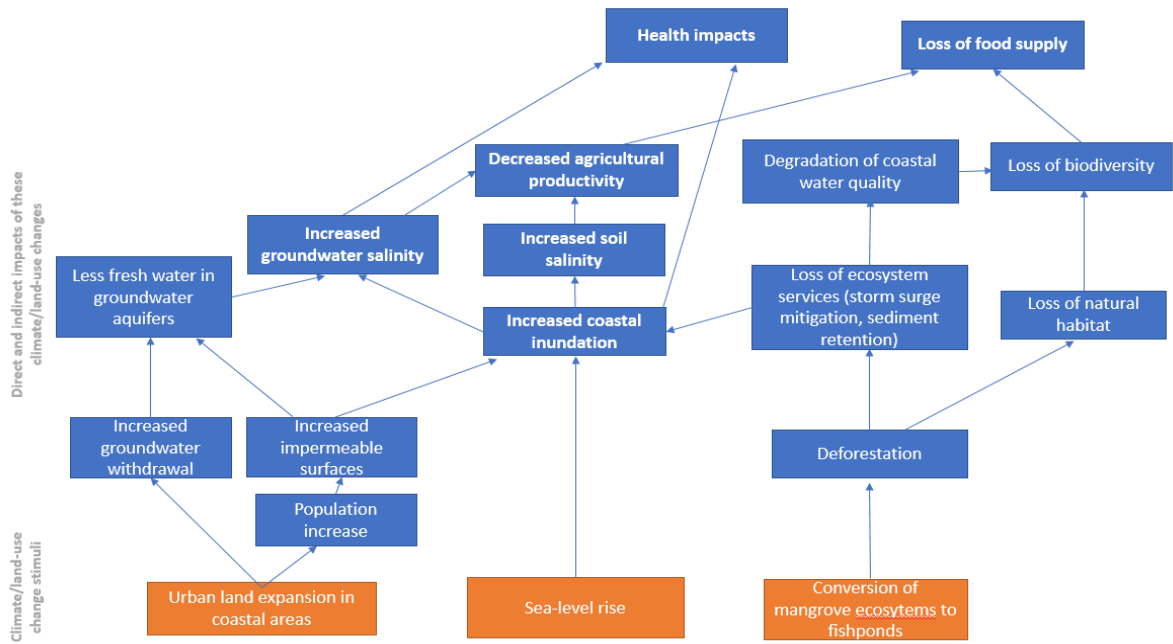 Health impacts
Loss of food supply
Decreased agricultural
productivity
Degradation of coastal
water quality
Loss of biodiversity
Increased
groundwater salinity
Increased soil
salinity
Less fresh water in
groundwater
aquifers
Increased coastal
inundation
Loss of ecosystem
services (storm surge
mitigation, sediment
retention)
Loss of natural
habitat
Increased
groundwater
withdrawal
Increased
impermeable
surfaces
Deforestation
Population
increase
Urban land expansion in
coastal areas
Sea-level rise
Conversion of
mangrove ecosytems to
fishponds
Direct and indirect impacts of these
climate/land-use changes
Climate/land-use
change stimuli